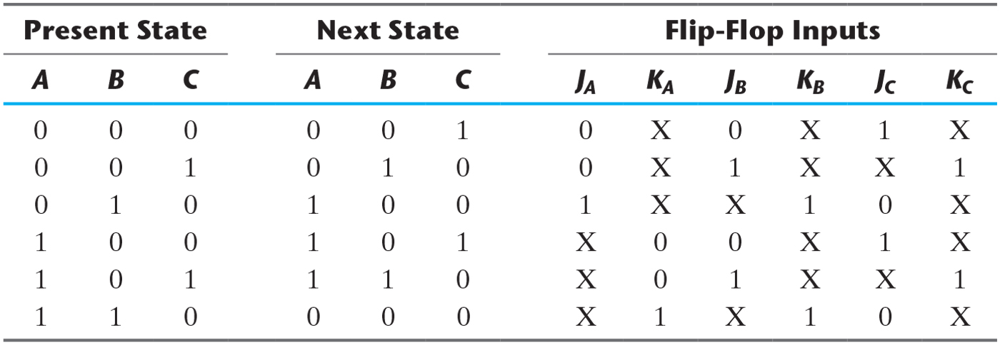 Present State Next State Flip-Flop Inputs
A B C A B C J_A K_A J_B K_B J_C K_C
0 0 0 0 0 1 0 X 0 X 1 X
0 0 1 0 1 0 0 X 1 X X 1
0 1 0 1 0 0 1 X X 1 0 X
1 0 0 1 0 1 X 0 0 X 1 X
1 0 1 1 1 0 X 0 1 X X 1
1 1 0 0 0 0 X 1 X 1 0 X